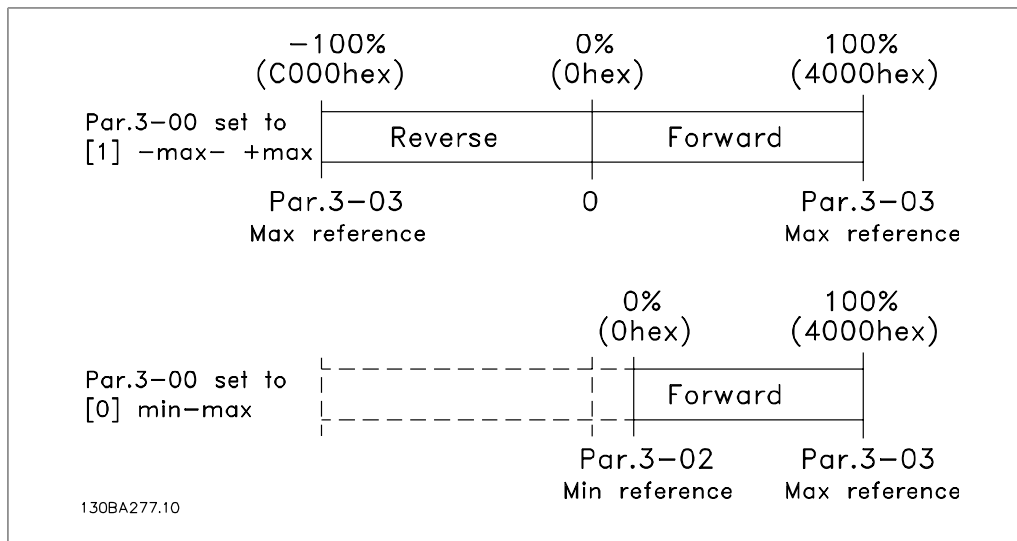 -100% 0% 100%
(C000hex) (0hex) (4000hex)
Par.3-00 set to
[1] -max- +max
Reverse Forward
Par.3-03 0 Par.3-03
Max reference Max reference
0% 100%
(0hex) (4000hex)
Par.3-00 set to
[0] min-max
Forward
Par.3-02 Par.3-03
Min reference Max reference
130BA277.10